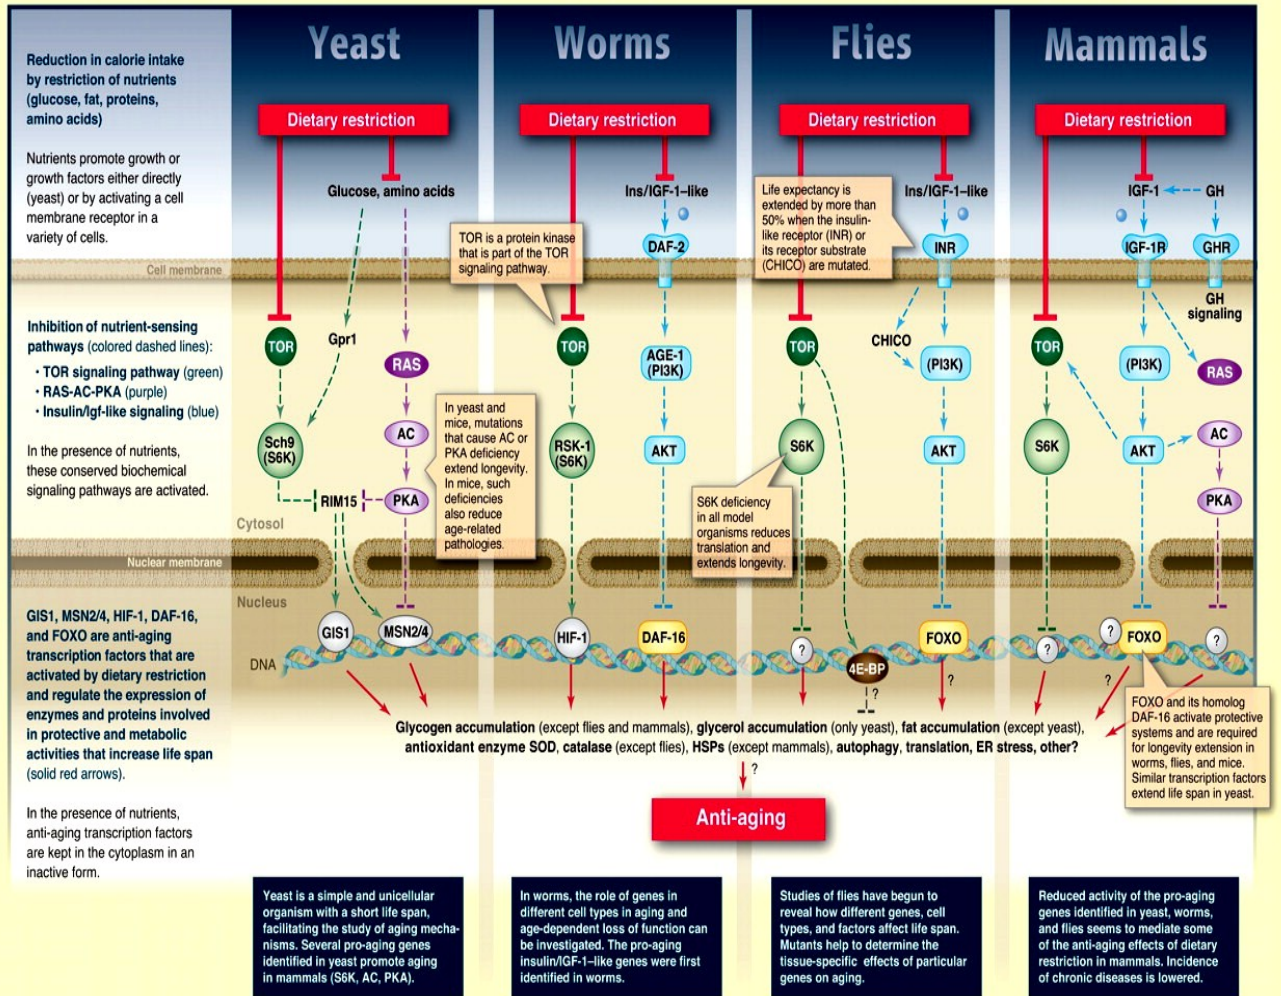 Yeast
Worms
Flies
Mammals
Reduction in calorie intake
by restriction of nutrients
(glucose, fat, proteins,
amino acids)
Nutrients promote growth or
growth factors either directly
(yeast) or by activating a cell
membrane receptor in a
variety of cells.
Cell membrane
Inhibition of nutrient-sensing
pathways (colored dashed lines):
• TOR signaling pathway (green)
• RAS-AC-PKA (purple)
• Insulin/Igf-like signaling (blue)
In the presence of nutrients,
these conserved biochemical
signaling pathways are activated.
Cytosol
Nuclear membrane
Nucleus
GIS1, MSN2/4, HIF-1, DAF-16,
and FOXO are anti-aging
transcription factors that are
activated by dietary restriction
and regulate the expression of
enzymes and proteins involved
in protective and metabolic
activities that increase life span
(solid red arrows).
In the presence of nutrients,
anti-aging transcription factors
are kept in the cytoplasm in an
inactive form.
DNA
Dietary restriction
Glucose, amino acids
TOR
Gpr1
RAS
Sch9
(S6K)
AC
RIM15
PKA
In yeast and
mice, mutations
that cause AC or
PKA deficiency
extend longevity.
In mice, such
deficiencies
also reduce
age-related
pathologies.
GIS1
MSN2/4
Dietary restriction
Ins/IGF-1–like
TOR is a protein kinase
that is part of the TOR
signaling pathway.
DAF-2
TOR
AGE-1
(PI3K)
RSK-1
(S6K)
AKT
HIF-1
DAF-16
Dietary restriction
Life expectancy is
extended by more than
50% when the insulin-
like receptor (INR) or
its receptor substrate
(CHICO) are mutated.
Ins/IGF-1–like
INR
TOR
CHICO
(PI3K)
S6K
AKT
S6K deficiency
in all model
organisms reduces
translation and
extends longevity.
?
4E-BP
?
FOXO
?
Dietary restriction
IGF-1
GH
IGF-1R
GHR
GH
signaling
TOR
(PI3K)
RAS
S6K
AKT
AC
PKA
?
?
FOXO
?
?
FOXO and its homolog
DAF-16 activate protective
systems and are required
for longevity extension in
worms, flies, and mice.
Similar transcription factors
extend life span in yeast.
Glycogen accumulation (except flies and mammals), glycerol accumulation (only yeast), fat accumulation (except yeast),
antioxidant enzyme SOD, catalase (except flies), HSPs (except mammals), autophagy, translation, ER stress, other?
?
Anti-aging
Yeast is a simple and unicellular
organism with a short life span,
facilitating the study of aging mecha-
nisms. Several pro-aging genes
identified in yeast promote aging
in mammals (S6K, AC, PKA).
In worms, the role of genes in
different cell types in aging and
age-dependent loss of function can
be investigated. The pro-aging
insulin/IGF-1–like genes were first
identified in worms.
Studies of flies have begun to
reveal how different genes, cell
types, and factors affect life span.
Mutants help to determine the
tissue-specific effects of particular
genes on aging.
Reduced activity of the pro-aging
genes identified in yeast, worms,
and flies seems to mediate some
of the anti-aging effects of dietary
restriction in mammals. Incidence
of chronic diseases is lowered.